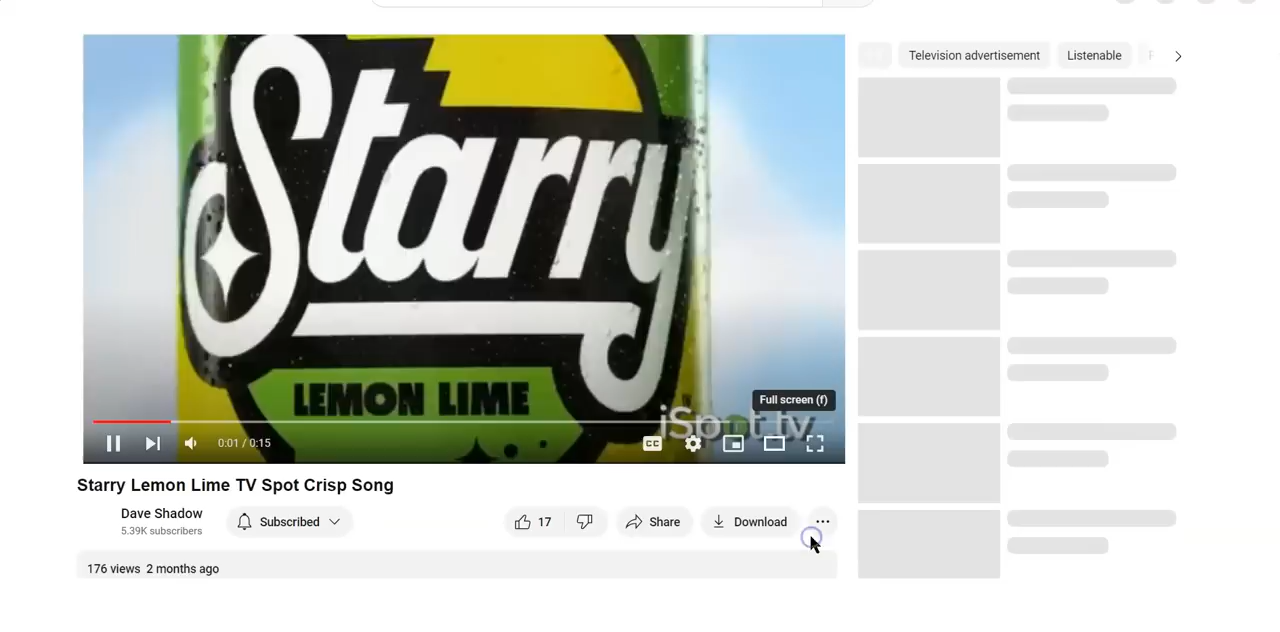 Television advertisement
Listenable
Starry
LEMON LIME
Full screen (f)
iSpot.tv
CC
0:01 / 0:15
Starry Lemon Lime TV Spot Crisp Song
Dave Shadow
5.39K subscribers
Subscribed
17
Share
Download
176 views 2 months ago